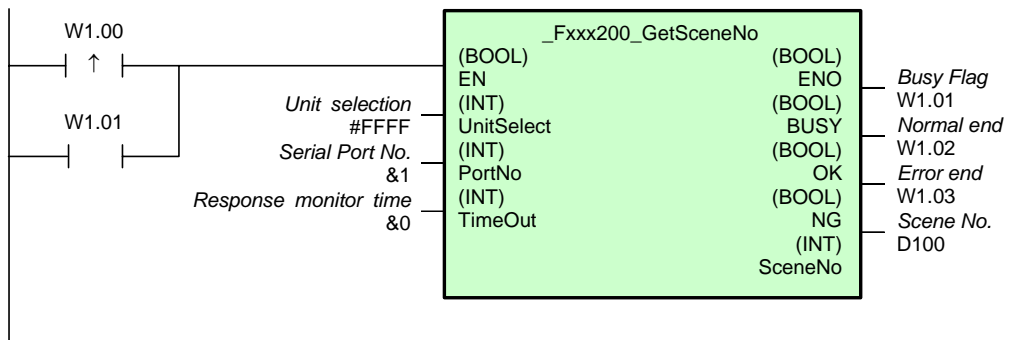 W1.00
↑
W1.01
Unit selection
#FFFF
Serial Port No.
&1
Response monitor time
&0
_Fxxx200_GetSceneNo
(BOOL) (BOOL)
EN ENO
(INT) (BOOL)
UnitSelect BUSY
(INT) (BOOL)
PortNo OK
(INT) (BOOL)
TimeOut NG
(INT)
SceneNo
Busy Flag
W1.01
Normal end
W1.02
Error end
W1.03
Scene No.
D100